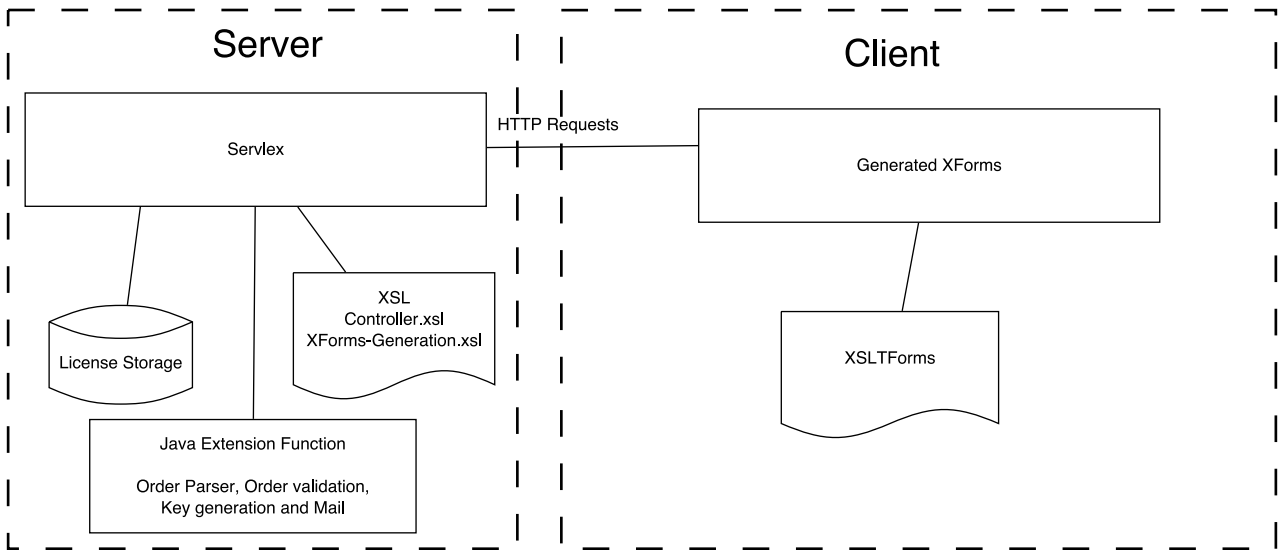 Server
Client
HTTP Requests
Servlex
Generated XForms
XSL
Controller.xsl
XForms-Generation.xsl
License Storage
XSLTForms
Java Extension Function
Order Parser, Order validation,
Key generation and Mail